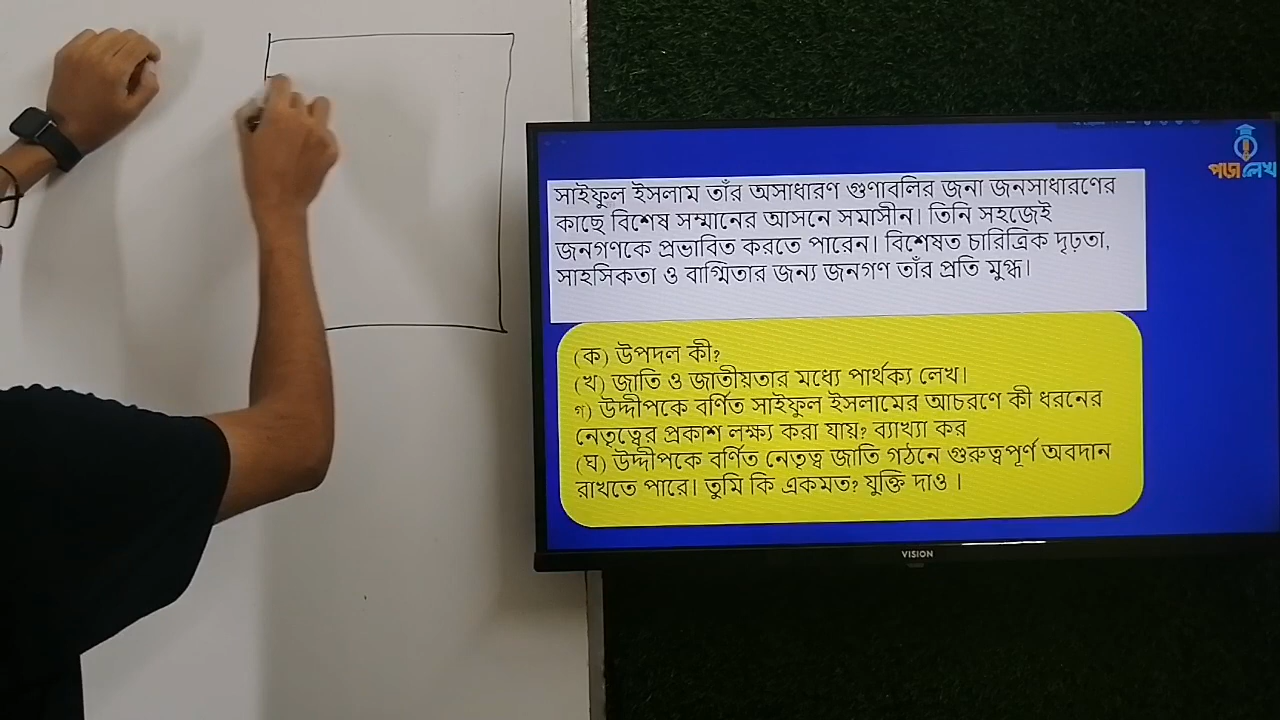 পড়ালেখা
সাইফুল ইসলাম তাঁর অসাধারণ গুণাবলির জন্য জনসাধারণের
কাছে বিশেষ সম্মানের আসনে সমাসীন। তিনি সহজেই
জনগণকে প্রভাবিত করতে পারেন। বিশেষত চারিত্রিক দৃঢ়তা,
সাহসিকতা ও বাগ্মিতার জন্য জনগণ তাঁর প্রতি মুগ্ধ।
(ক) উপদল কী?
(খ) জাতি ও জাতীয়তার মধ্যে পার্থক্য লেখ।
গ) উদ্দীপকে বর্ণিত সাইফুল ইসলামের আচরণে কী ধরনের
নেতৃত্বের প্রকাশ লক্ষ্য করা যায়? ব্যাখ্যা কর
(ঘ) উদ্দীপকে বর্ণিত নেতৃত্ব জাতি গঠনে গুরুত্বপূর্ণ অবদান
রাখতে পারে। তুমি কি একমত? যুক্তি দাও ।
VISION